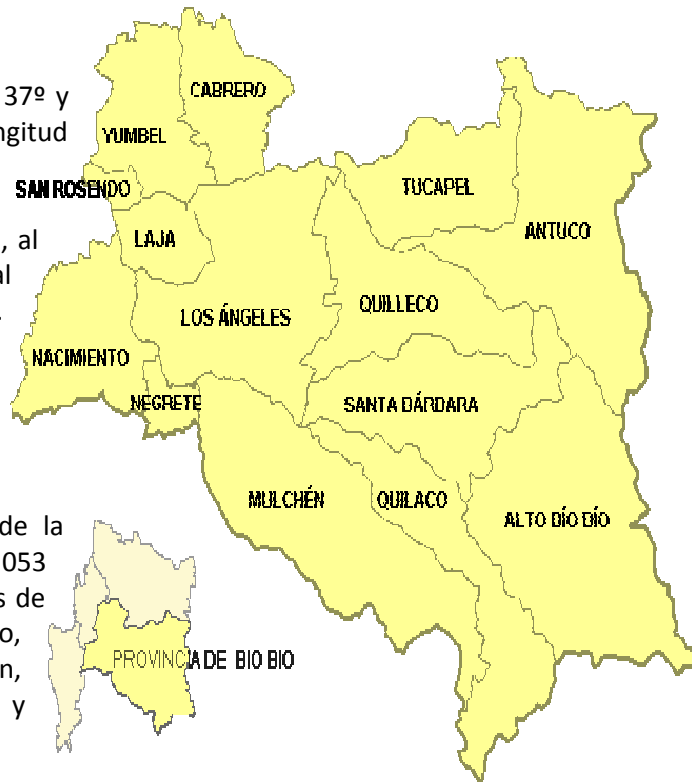 37º y
ngitud
, al
al
.
de la
053
s de
o,
n,
y
CABRERO
YUMBEL
SAN ROSENDO
TUCAPEL
LAJA
ANTUCO
QUILLECO
LOS ÁNGELES
NACIMIENTO
NEGRETE
SANTA DÁRDARA
MULCHÉN
QUILACO
ALTO DÍO DÍO
PROVINCIA DE BIO BIO